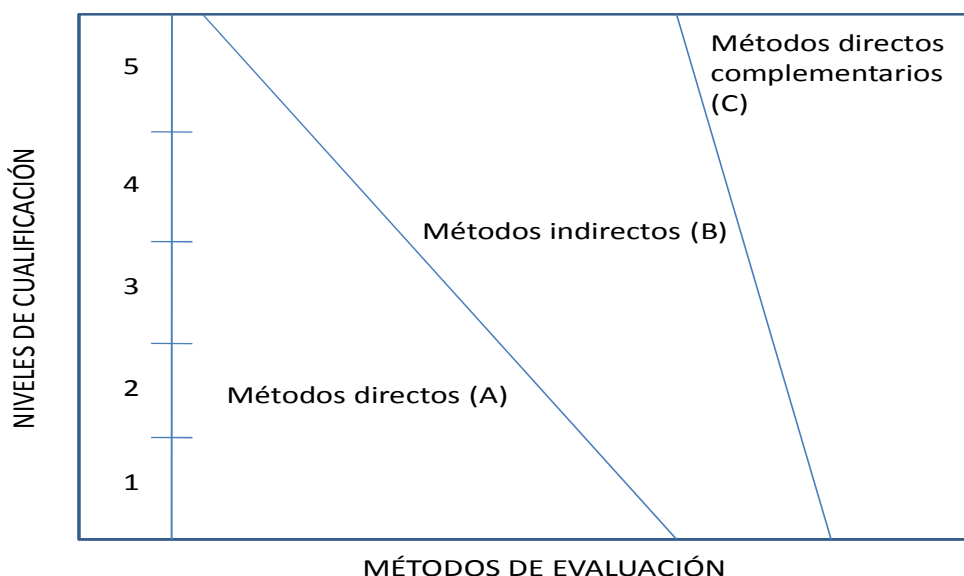 NIVELES DE CUALIFICACIÓN
5
4
3
2
1
Métodos directos (A)
Métodos indirectos (B)
Métodos directos
complementarios
(C)
MÉTODOS DE EVALUACIÓN